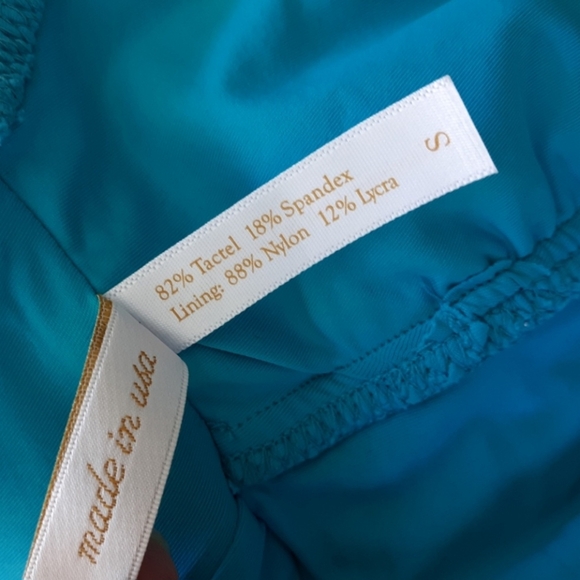 82% Tactel 18% Spandex
Lining: 88% Nylon 12% Lycra
S
made in usa